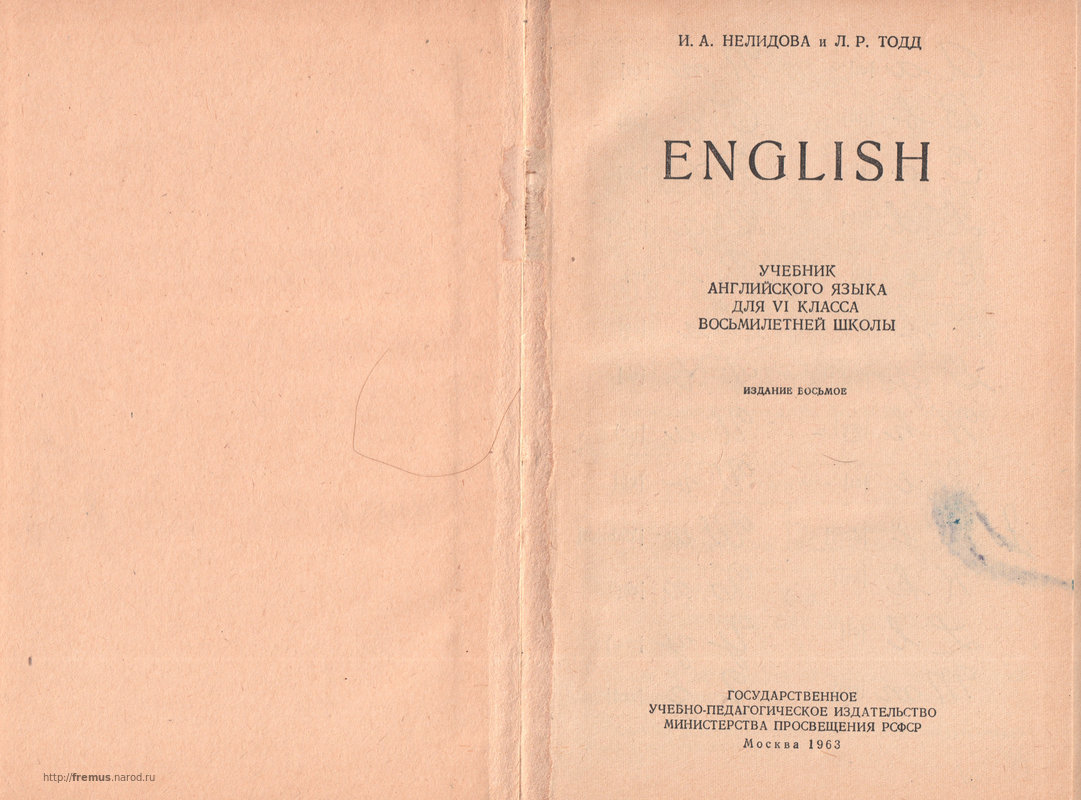 И. А. НЕЛИДОВА и Л. Р. ТОДД
ENGLISH
УЧЕБНИК
АНГЛИЙСКОГО ЯЗЫКА
ДЛЯ VI КЛАССА
ВОСЬМИЛЕТНЕЙ ШКОЛЫ
ИЗДАНИЕ ВОСЬМОЕ
ГОСУДАРСТВЕННОЕ
УЧЕБНО-ПЕДАГОГИЧЕСКОЕ ИЗДАТЕЛЬСТВО
МИНИСТЕРСТВА ПРОСВЕЩЕНИЯ РСФСР
Москва 1963
http://fremus.narod.ru